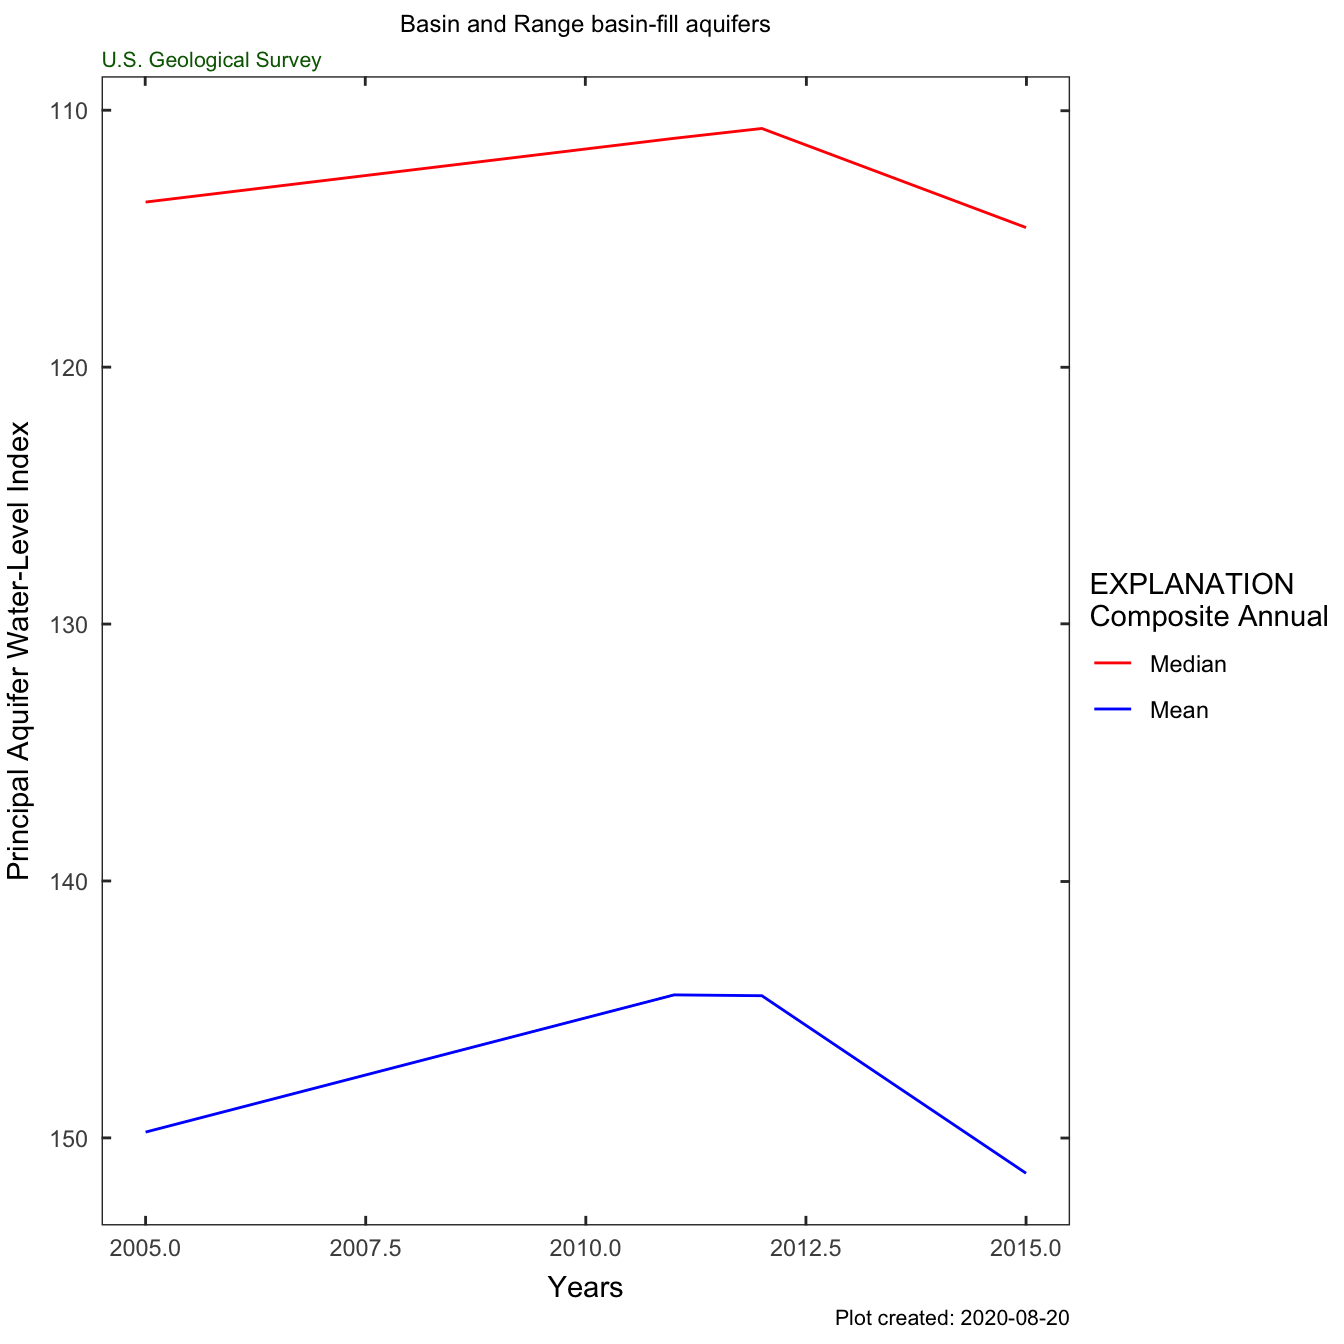 Basin and Range basin-fill aquifers
U.S. Geological Survey
110
120
130
140
150
Principal Aquifer Water-Level Index
2005.0
2007.5
2010.0
2012.5
2015.0
Years
EXPLANATION
Composite Annual
Median
Mean
Plot created: 2020-08-20